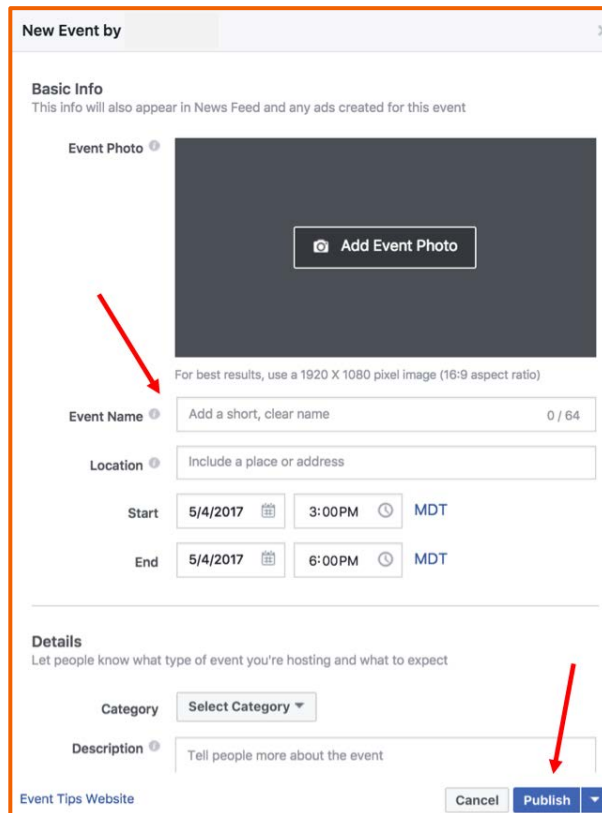 New Event by
Basic Info
This info will also appear in News Feed and any ads created for this event
Event Photo
Add Event Photo
For best results, use a 1920 X 1080 pixel image (16:9 aspect ratio)
Event Name Add a short, clear name 0 / 64
Location Include a place or address
Start 5/4/2017 3:00PM MDT
End 5/4/2017 6:00PM MDT
Details
Let people know what type of event you're hosting and what to expect
Category Select Category
Description Tell people more about the event
Event Tips Website Cancel Publish